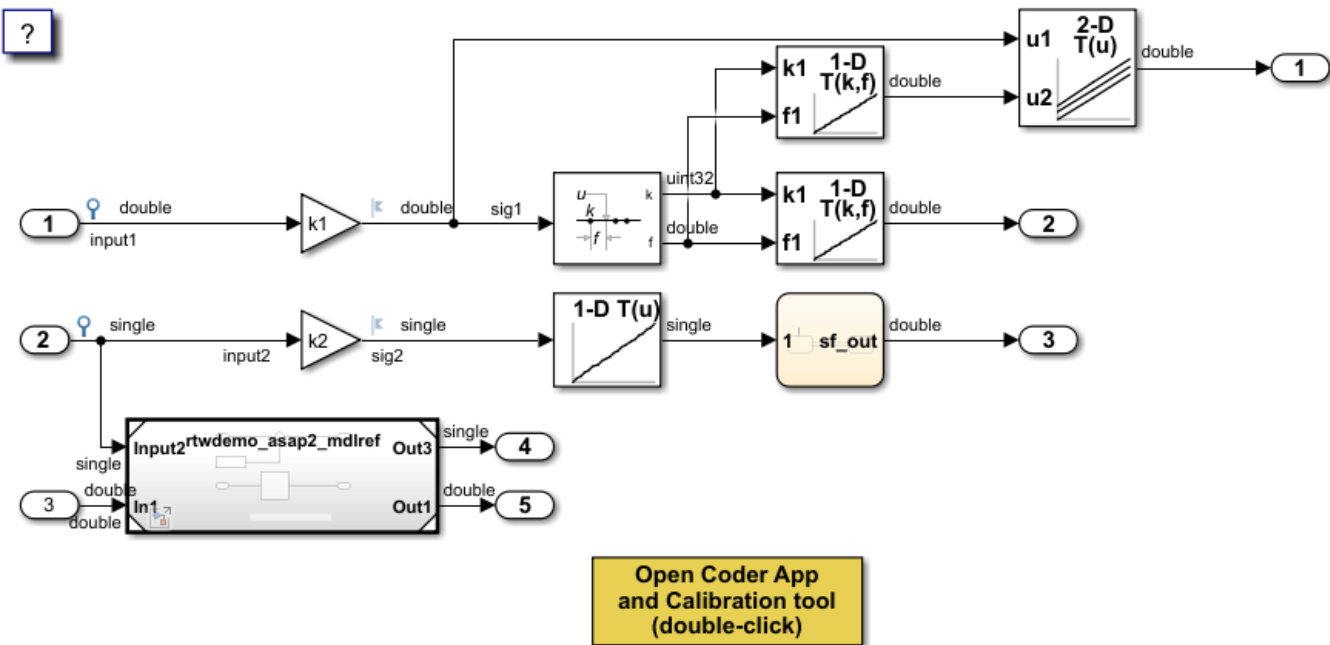 ?
2-D
T(u)
u1
u2
double
1
1-D
T(k,f)
k1
f1
double
1
double
input1
k1
double
sig1
u
k
f
k
f
uint32
double
1-D
T(k,f)
k1
f1
double
2
2
single
input2
k2
single
sig2
1-D T(u)
single
1
sf_out
double
3
single
Input2
rtwdemo_asap2_mdlref
Out3
single
4
3
double
double
In1
Out1
double
5
Open Coder App
and Calibration tool
(double-click)